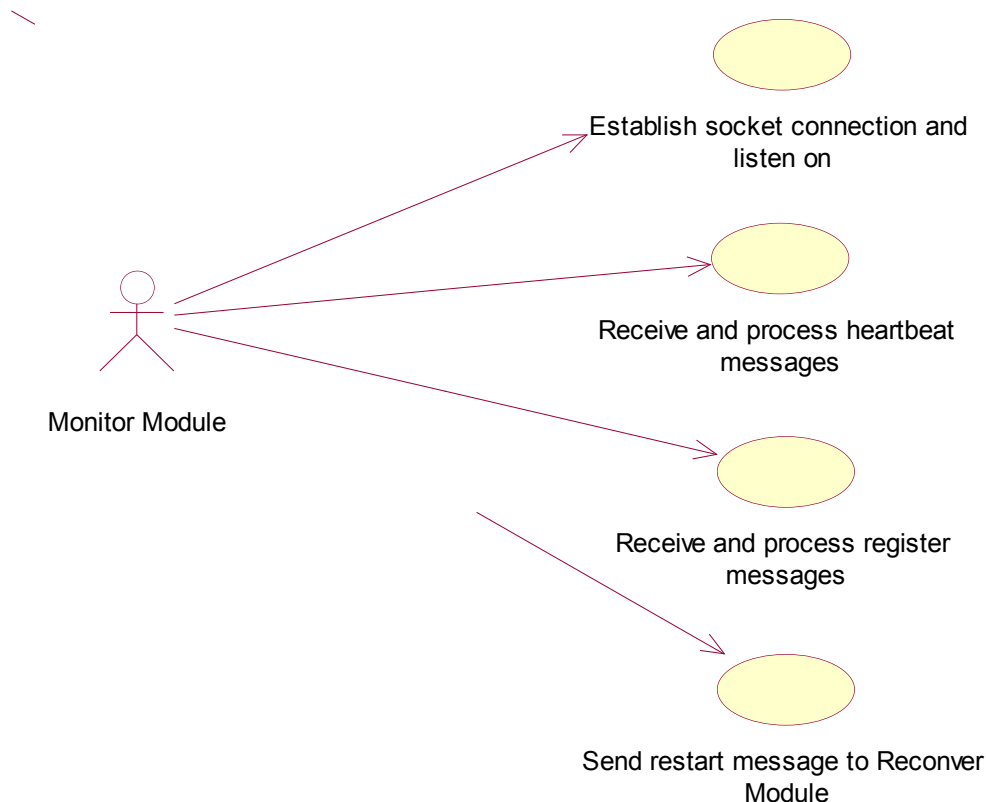 Establish socket connection and
listen on
Receive and process heartbeat
messages
Monitor Module
Receive and process register
messages
Send restart message to Reconver
Module